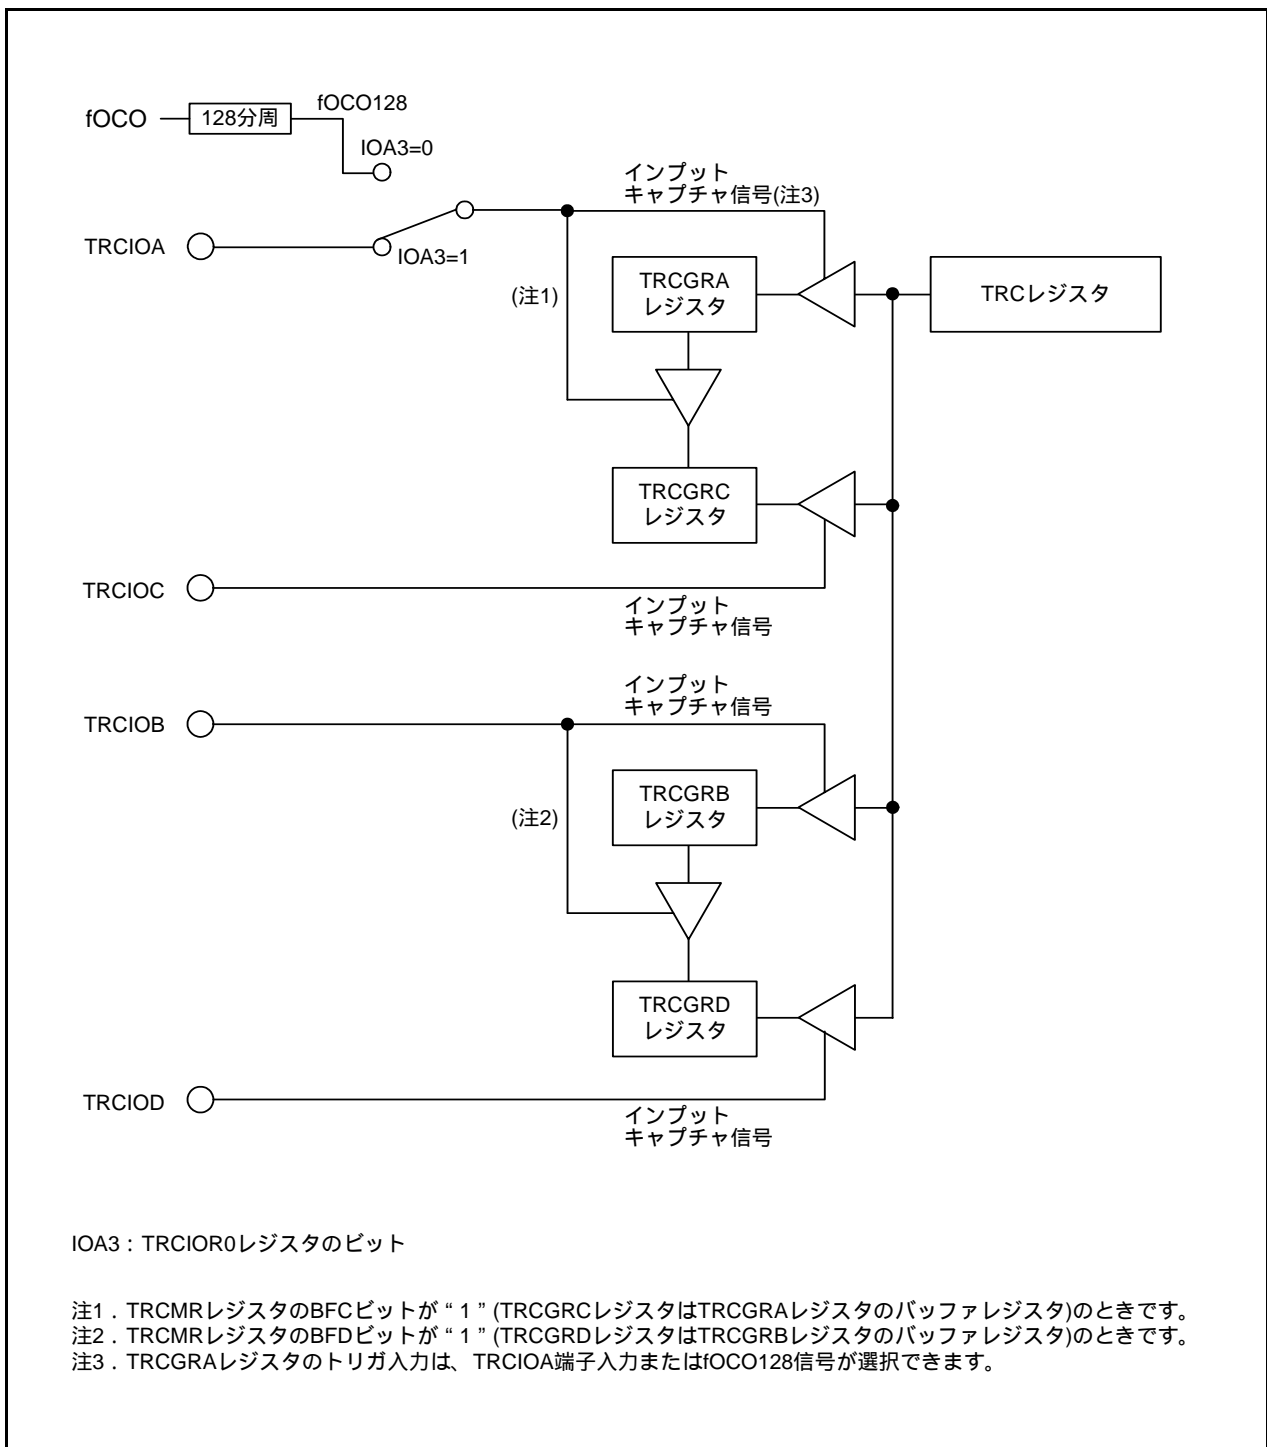 fOCO
128分周
fOCO128
IOA3=0
インプット
キャプチャ信号(注3)
TRCIOA
IOA3=1
(注1)
TRCGRA
レジスタ
TRCレジスタ
TRCGRC
レジスタ
TRCIOC
インプット
キャプチャ信号
インプット
キャプチャ信号
TRCIOB
(注2)
TRCGRB
レジスタ
TRCGRD
レジスタ
TRCIOD
インプット
キャプチャ信号
IOA3：TRCIOR0レジスタのビット
注1．TRCMRレジスタのBFCビットが“1”(TRCGRCレジスタはTRCGRAレジスタのバッファレジスタ)のときです。
注2．TRCMRレジスタのBFDビットが“1”(TRCGRDレジスタはTRCGRBレジスタのバッファレジスタ)のときです。
注3．TRCGRAレジスタのトリガ入力は、TRCIOA端子入力またはfOCO128信号が選択できます。